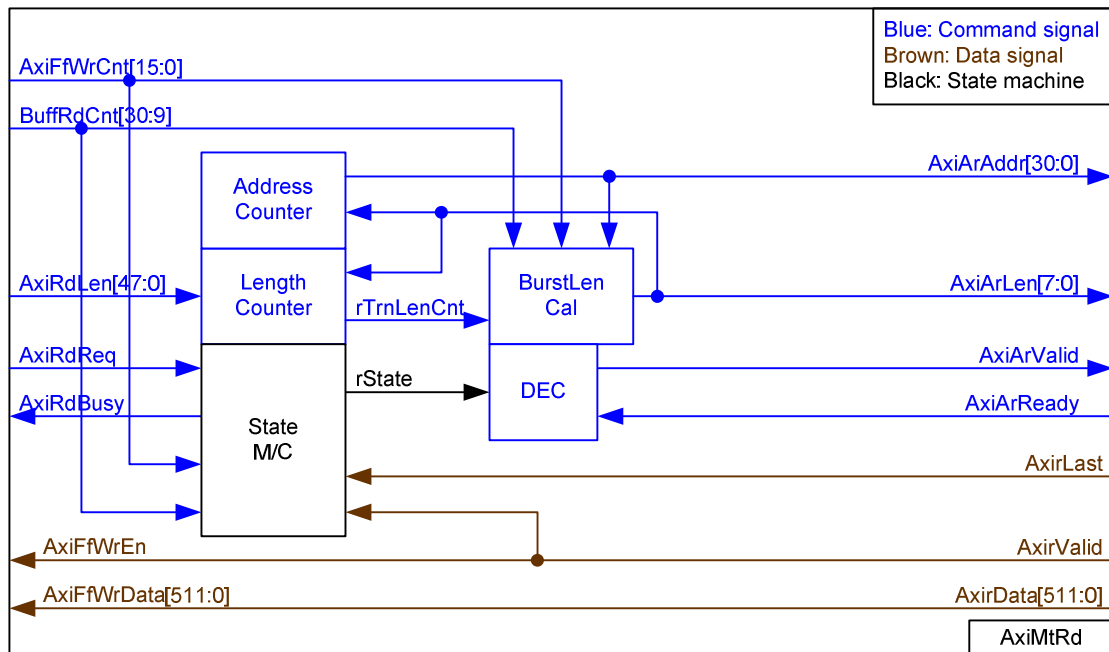 Blue: Command signal
Brown: Data signal
Black: State machine
AxiFfWrCnt[15:0]
BuffRdCnt[30:9]
Address
Counter
AxiArAddr[30:0]
AxiRdLen[47:0]
Length
Counter
rTrnLenCnt
BurstLen
Cal
AxiArLen[7:0]
AxiRdReq
AxiArValid
rState
DEC
AxiRdBusy
AxiArReady
State
M/C
AxirLast
AxiFfWrEn
AxirValid
AxiFfWrData[511:0]
AxirData[511:0]
AxiMtRd